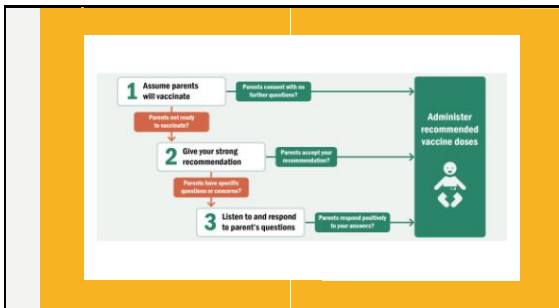 1 Assume parents
will vaccinate
Parents consent with no
further questions?
Parents not ready
to vaccinate?
2 Give your strong
recommendation
Parents accept your
recommendation?
Parents have specific
questions or concerns?
3 Listen to and respond
to parent's questions
Parents respond positively
to your answers?
Administer
recommended
vaccine doses